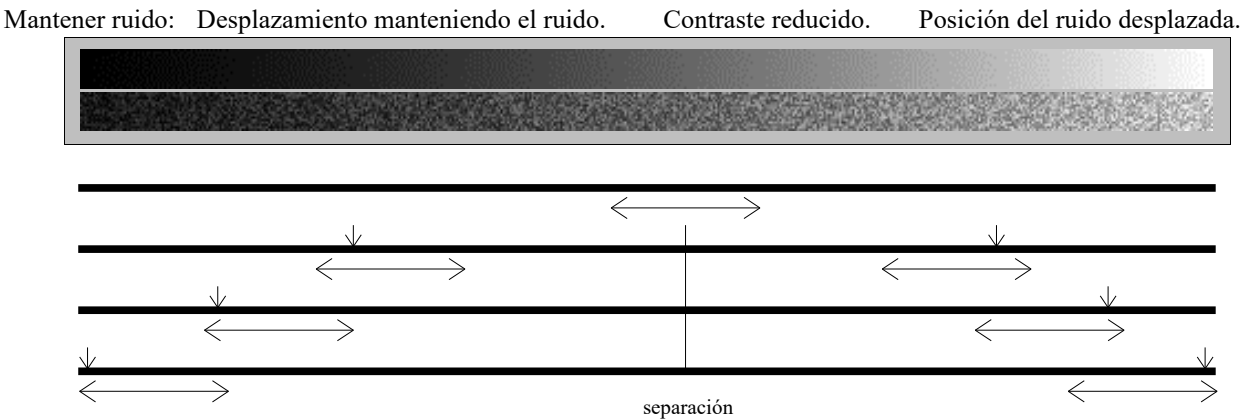 Mantener ruido: Desplazamiento manteniendo el ruido. Contraste reducido. Posición del ruido desplazada.
separación